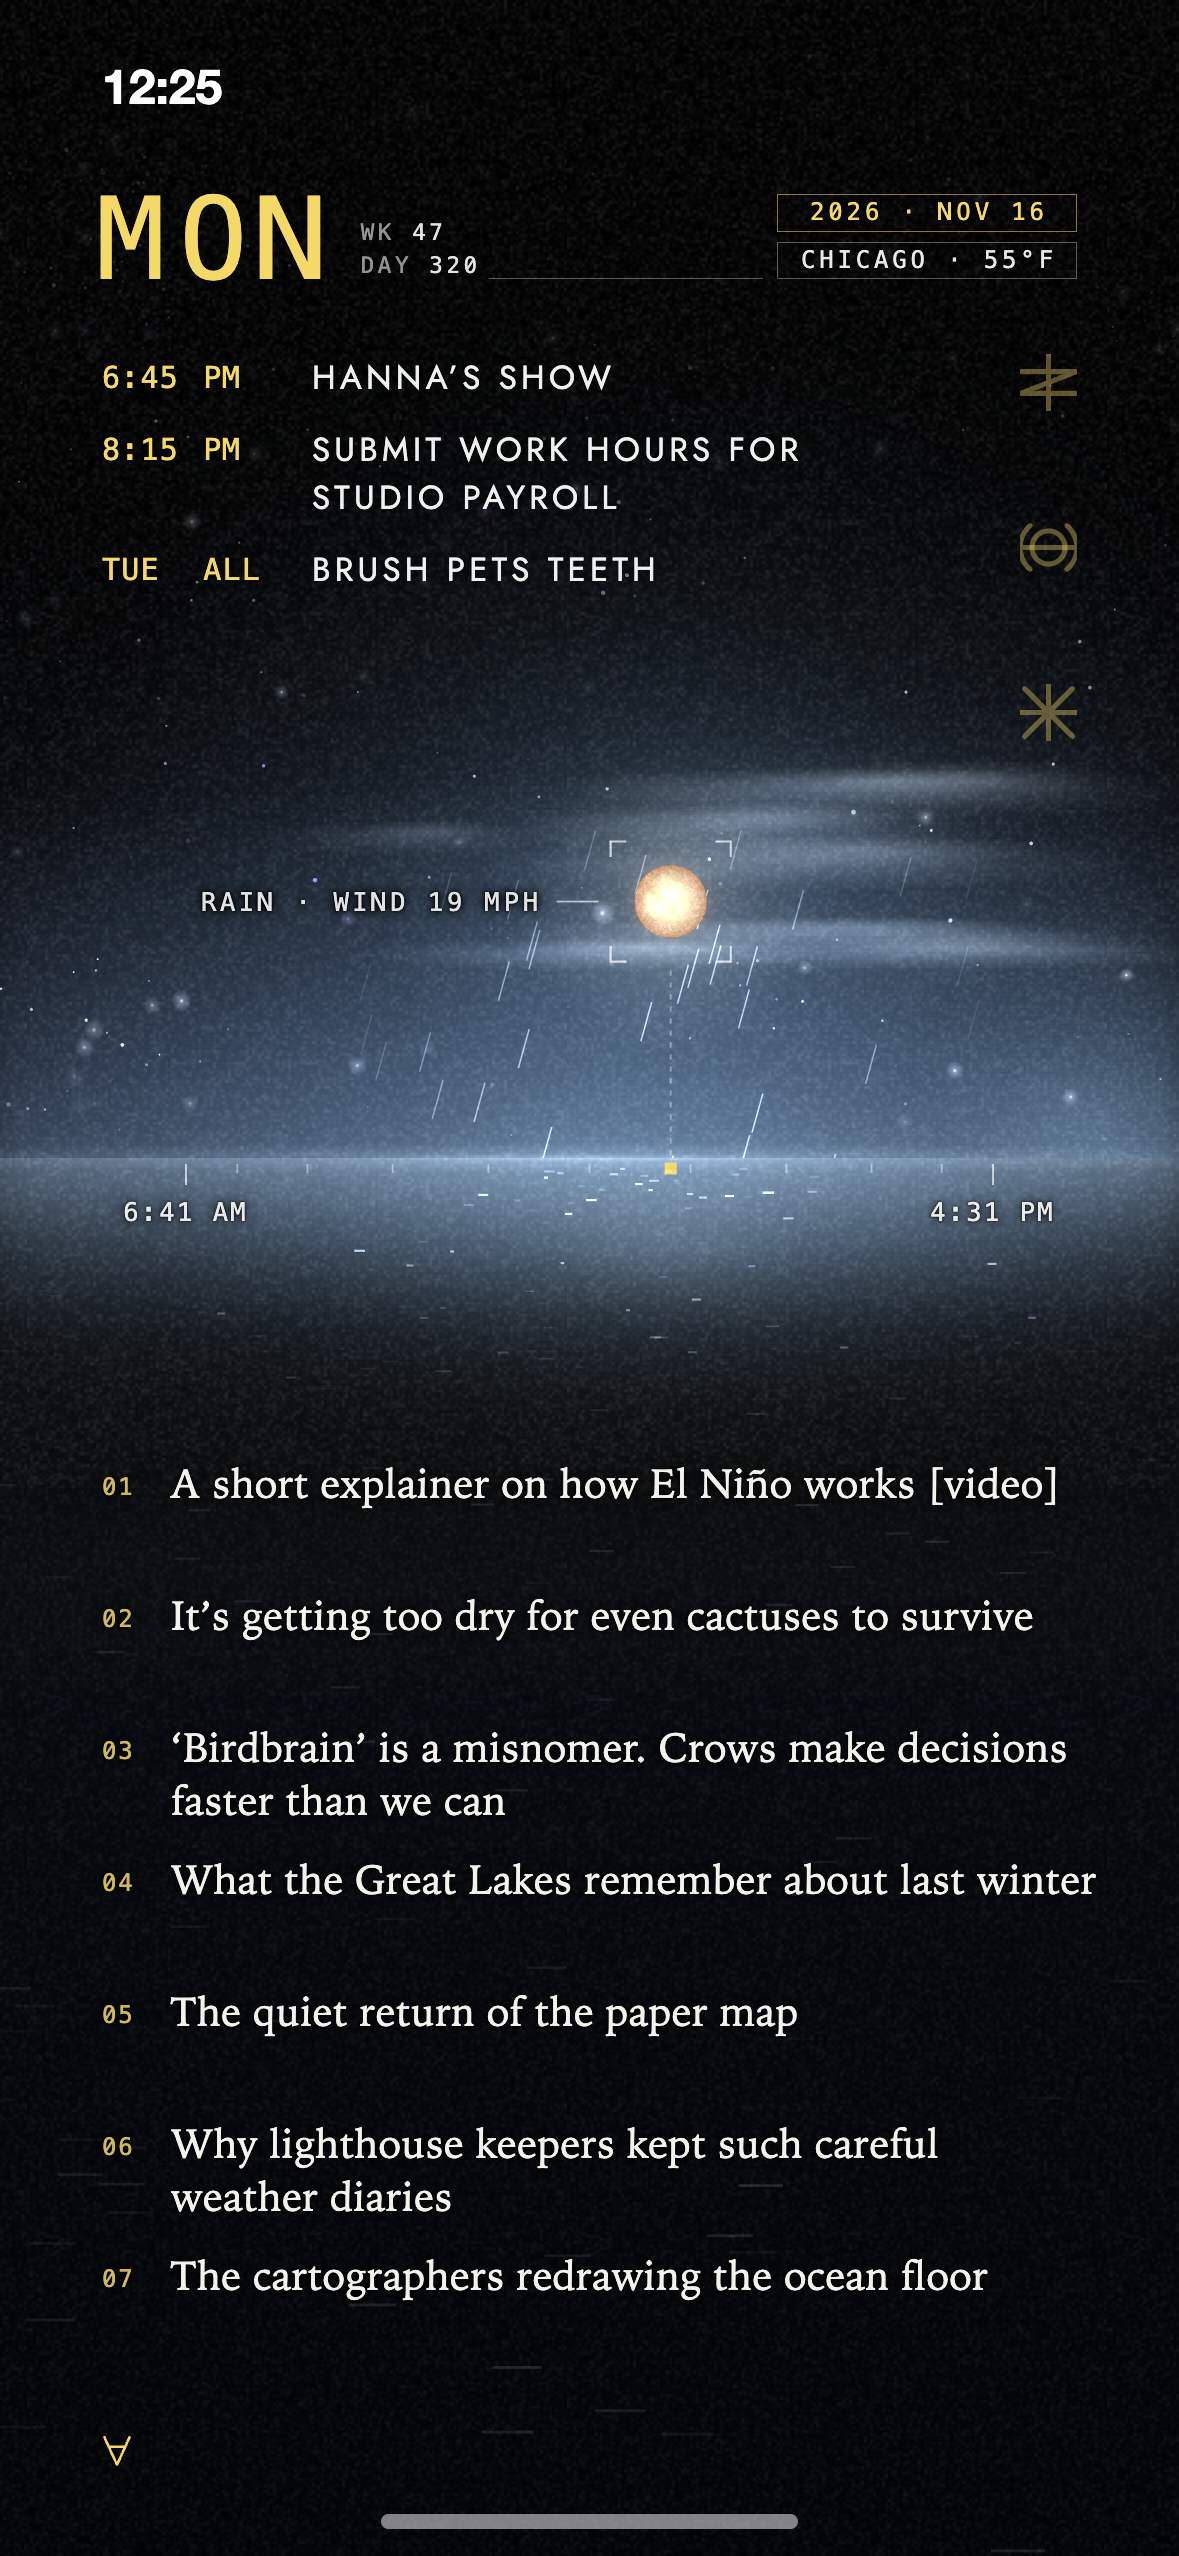 12:25
MON
WK 47
DAY 320
2026 · NOV 16
CHICAGO · 55°F
6:45 PM HANNA’S SHOW
8:15 PM SUBMIT WORK HOURS FOR
STUDIO PAYROLL
TUE ALL BRUSH PETS TEETH
RAIN · WIND 19 MPH
6:41 AM
4:31 PM
01 A short explainer on how El Niño works [video]
02 It’s getting too dry for even cactuses to survive
03 ‘Birdbrain’ is a misnomer. Crows make decisions
faster than we can
04 What the Great Lakes remember about last winter
05 The quiet return of the paper map
06 Why lighthouse keepers kept such careful
weather diaries
07 The cartographers redrawing the ocean floor